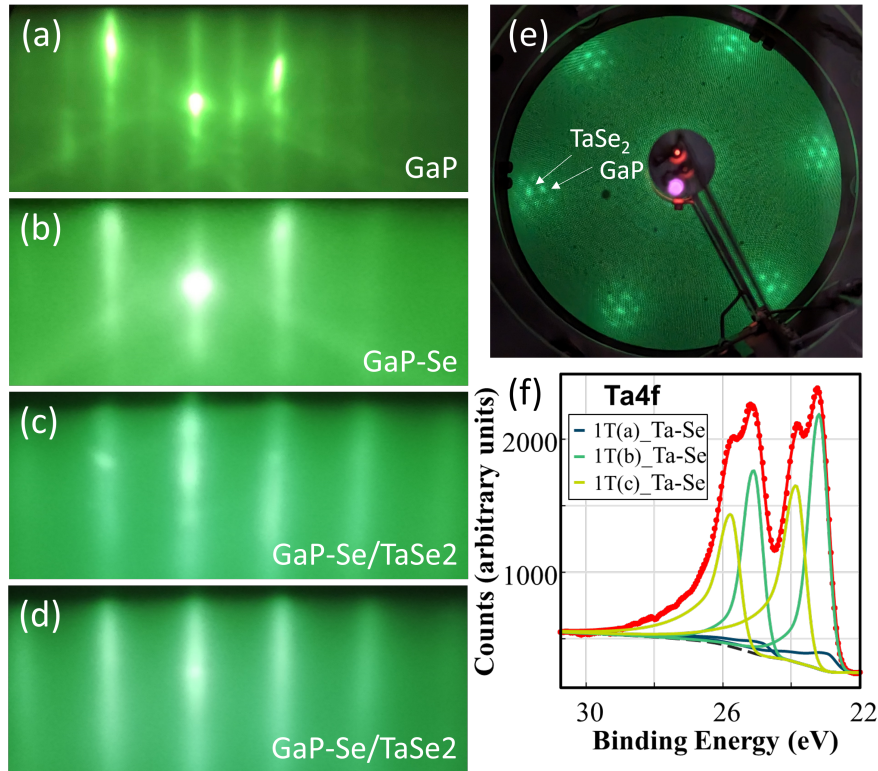 (a)
GaP
(b)
GaP-Se
(c)
GaP-Se/TaSe2
(d)
GaP-Se/TaSe2
(e)
TaSe₂
GaP
(f)
Ta4f
1T(a)_Ta-Se
1T(b)_Ta-Se
1T(c)_Ta-Se
Counts (arbitrary units)
2000
1000
30
26
22
Binding Energy (eV)